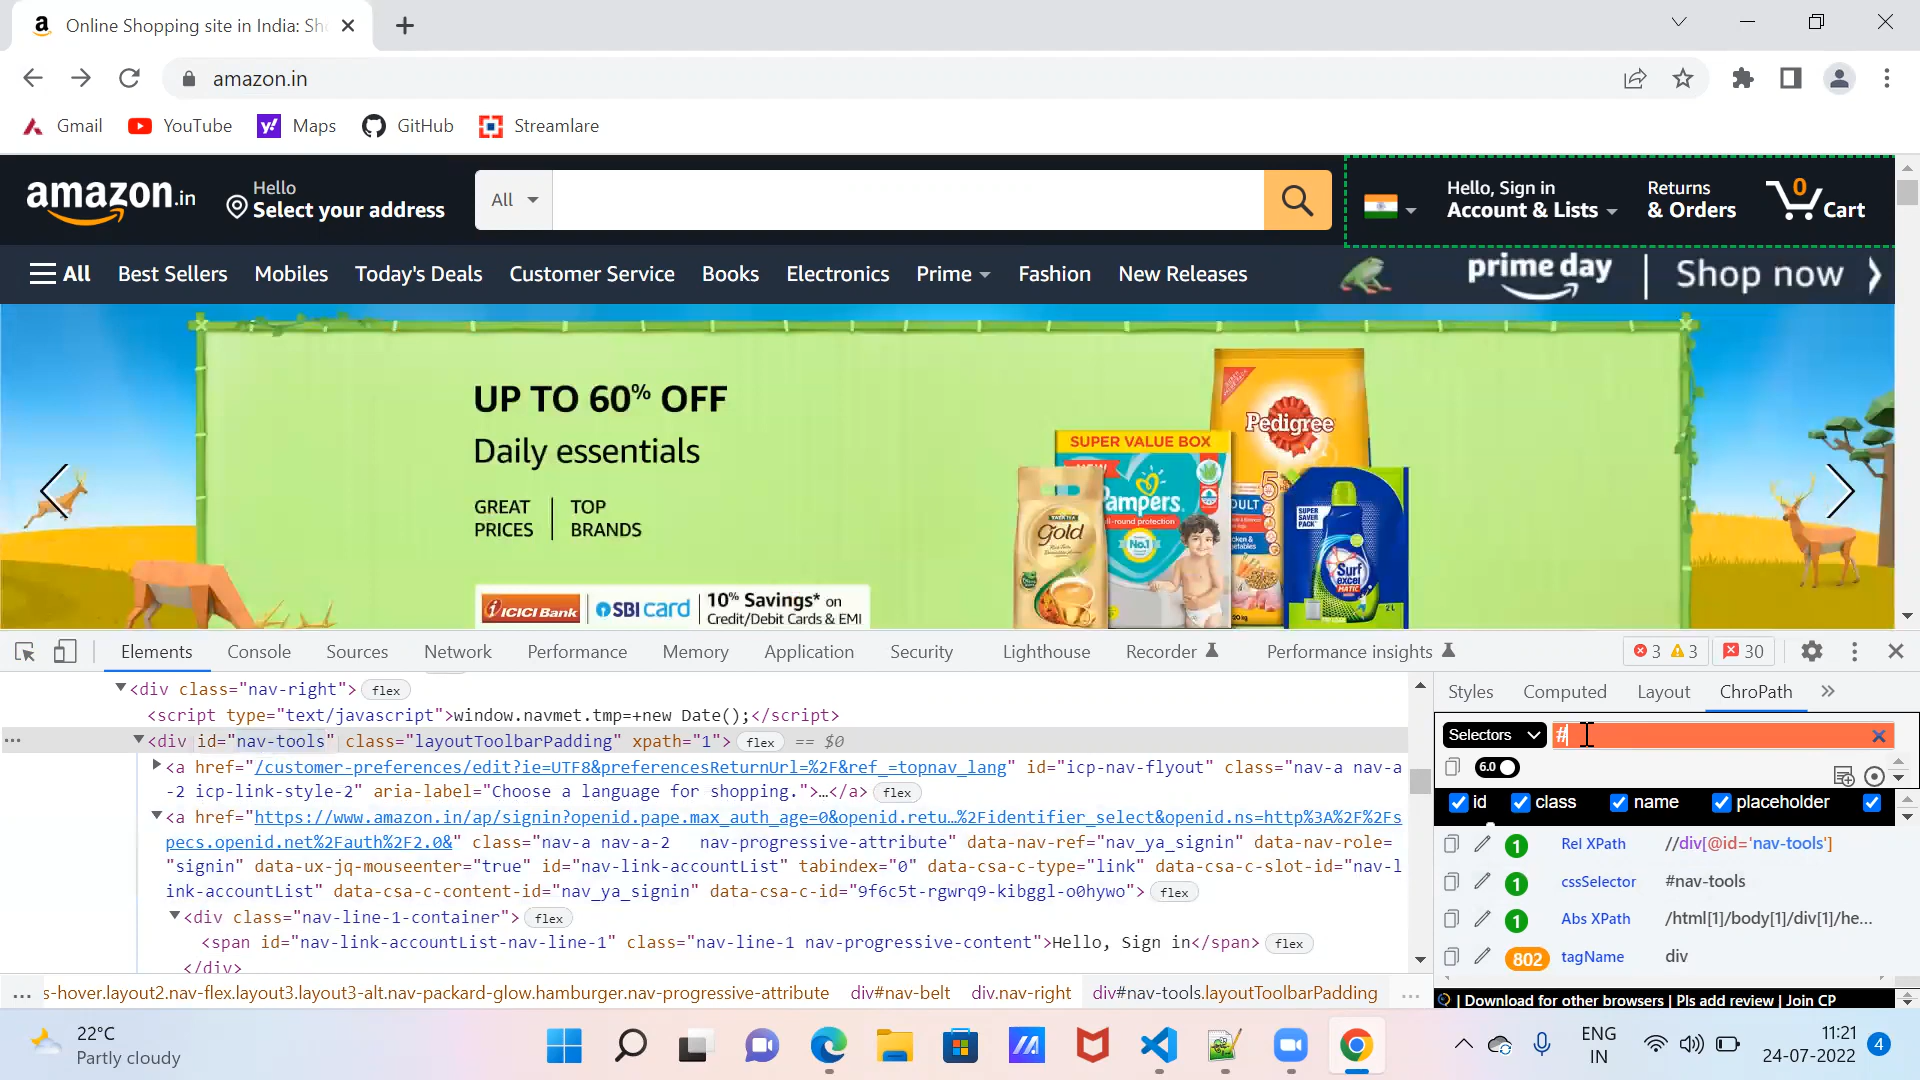 Online Shopping site in India: Sh
amazon.in
Gmail
YouTube
Maps
GitHub
Streamlare
amazon.in
Hello
Select your address
All
Hello, Sign in
Account & Lists
Returns
& Orders
0
Cart
All
Best Sellers
Mobiles
Today's Deals
Customer Service
Books
Electronics
Prime
Fashion
New Releases
prime day
Shop now
UP TO 60% OFF
Daily essentials
GREAT
PRICES
TOP
BRANDS
ICICI Bank
SBI card
10% Savings* on
Credit/Debit Cards & EMI
Pedigree
SUPER VALUE BOX
Pampers
all-round protection
No.1
Gold
SUPER
SAVER
PACK
Surf
excel
MATIC
Elements
Console
Sources
Network
Performance
Memory
Application
Security
Lighthouse
Recorder
Performance insights
3
3
30
<div class="nav-right"> flex
<script type="text/javascript">window.navmet.tmp=+new Date();</script>
... <div id="nav-tools" class="layoutToolbarPadding" xpath="1"> flex == $0
<a href="/customer-preferences/edit?ie=UTF8&preferencesReturnUrl=%2F&ref_=topnav_lang" id="icp-nav-flyout" class="nav-a nav-a
-2 icp-link-style-2" aria-label="Choose a language for shopping.">…</a> flex
<a href="https://www.amazon.in/ap/signin?openid.pape.max_auth_age=0&openid.retu…%2Fidentifier_select&openid.ns=http%3A%2F%2Fs
pecs.openid.net%2Fauth%2F2.0&" class="nav-a nav-a-2   nav-progressive-attribute" data-nav-ref="nav_ya_signin" data-nav-role=
"signin" data-ux-jq-mouseenter="true" id="nav-link-accountList" tabindex="0" data-csa-c-type="link" data-csa-c-slot-id="nav-l
ink-accountList" data-csa-c-content-id="nav_ya_signin" data-csa-c-id="9f6c5t-rgwrq9-kibggl-o0hywo"> flex
<div class="nav-line-1-container"> flex
<span id="nav-link-accountList-nav-line-1" class="nav-line-1 nav-progressive-content">Hello, Sign in</span> flex
</div>
... s-hover.layout2.nav-flex.layout3.layout3-alt.nav-packard-glow.hamburger.nav-progressive-attribute
div#nav-belt
div.nav-right
div#nav-tools.layoutToolbarPadding
...
Styles
Computed
Layout
ChroPath
Selectors
#
6.0
id
class
name
placeholder
1 Rel XPath //div[@id='nav-tools']
1 cssSelector #nav-tools
1 Abs XPath /html[1]/body[1]/div[1]/he...
802 tagName div
| Download for other browsers | Pls add review | Join CP
22°C
Partly cloudy
ENG
IN
11:21
24-07-2022
4